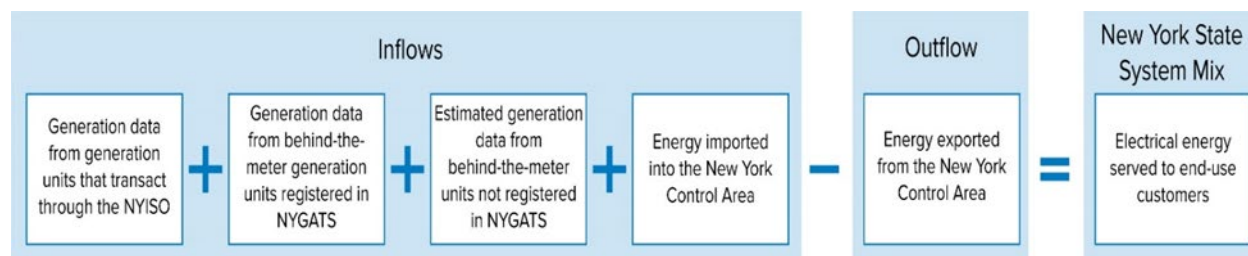 Inflows
Generation data
from generation
units that transact
through the NYISO
+
Generation data
from behind-the-
meter generation
units registered in
NYGATS
+
Estimated generation
data from
behind-the-meter
units not registered
in NYGATS
+
Energy imported
into the New York
Control Area
–
Outflow
Energy exported
from the New York
Control Area
=
New York State
System Mix
Electrical energy
served to end-use
customers